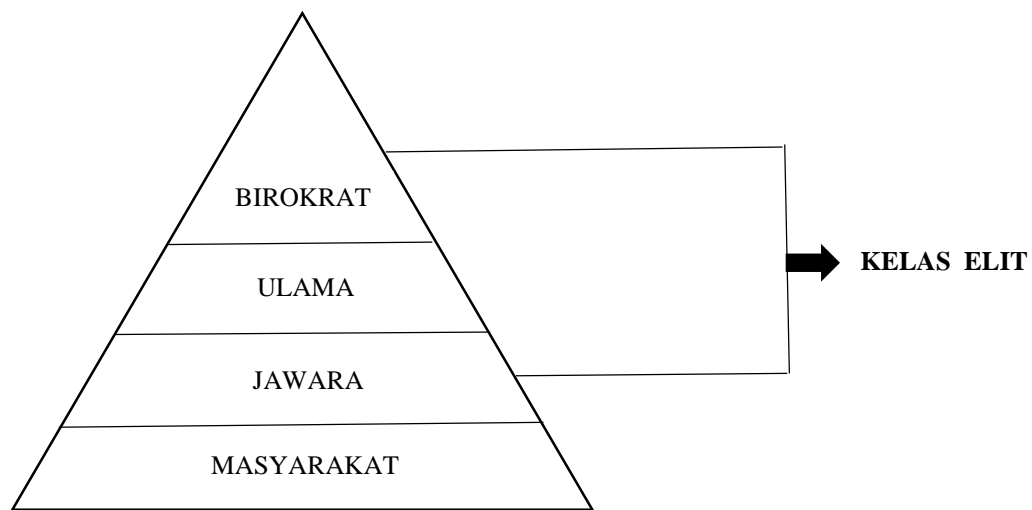 BIROKRAT
ULAMA
KELAS ELIT
JAWARA
MASYARAKAT